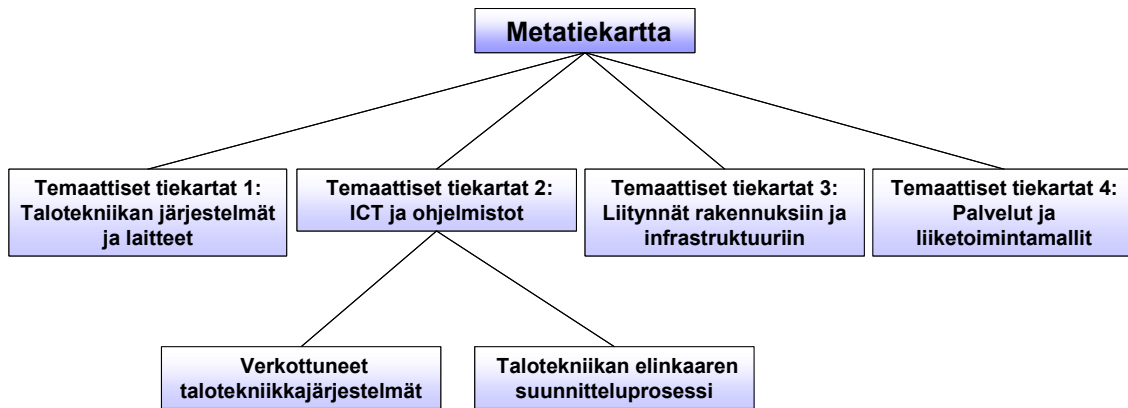 Metatiekartta
Temaattiset tiekartat 1:
Talotekniikan järjestelmät
ja laitteet
Temaattiset tiekartat 2:
ICT ja ohjelmistot
Temaattiset tiekartat 3:
Liitynnät rakennuksiin ja
infrastruktuuriin
Temaattiset tiekartat 4:
Palvelut ja
liiketoimintamallit
Verkottuneet
talotekniikkajärjestelmät
Talotekniikan elinkaaren
suunnitteluprosessi